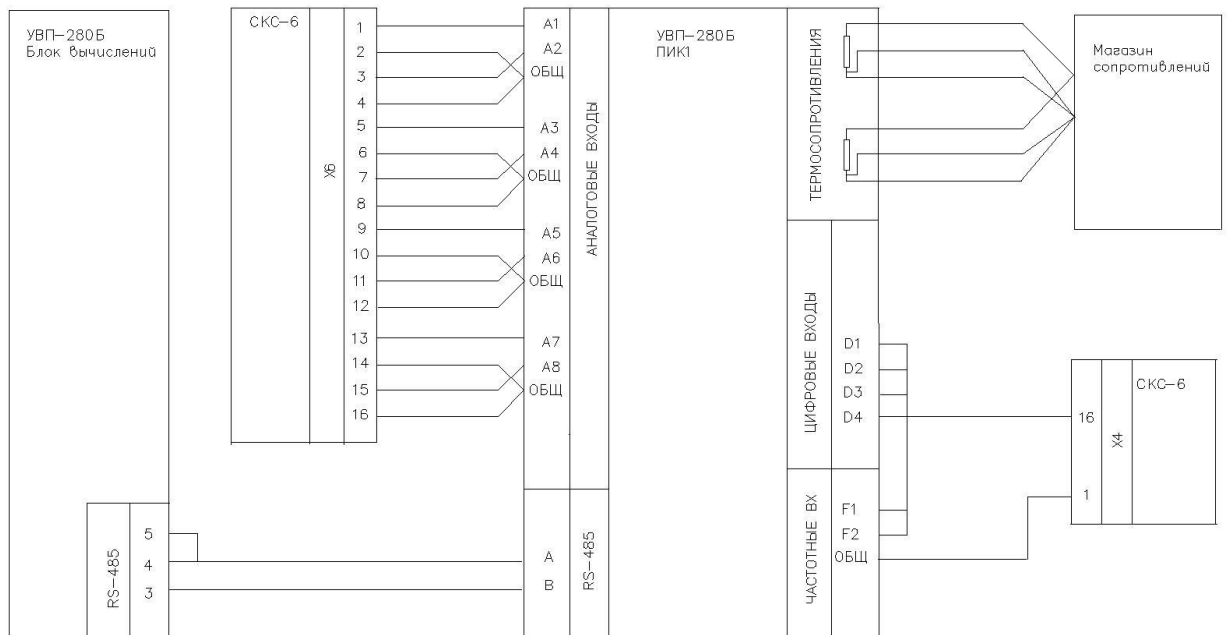 УВП-280Б
Блок вычислений
5
4
3
RS-485
СКС-6
X6
1
2
3
4
5
6
7
8
9
10
11
12
13
14
15
16
A1
A2
ОБЩ
A3
A4
ОБЩ
A5
A6
ОБЩ
A7
A8
ОБЩ
АНАЛОГОВЫЕ ВХОДЫ
A
B
RS-485
УВП-280Б
ПИК1
ТЕРМОСОПРОТИВЛЕНИЯ
ЦИФРОВЫЕ ВХОДЫ
D1
D2
D3
D4
ЧАСТОТНЫЕ ВХ
F1
F2
ОБЩ
Магазин
сопротивлений
16
1
X4
СКС-6